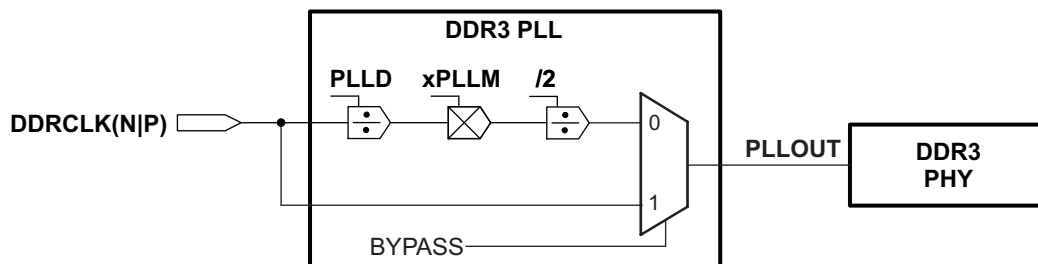 DDR3 PLL
PLLD
xPLLM
/2
DDRCLK(N|P)
0
PLLOUT
DDR3
PHY
1
BYPASS